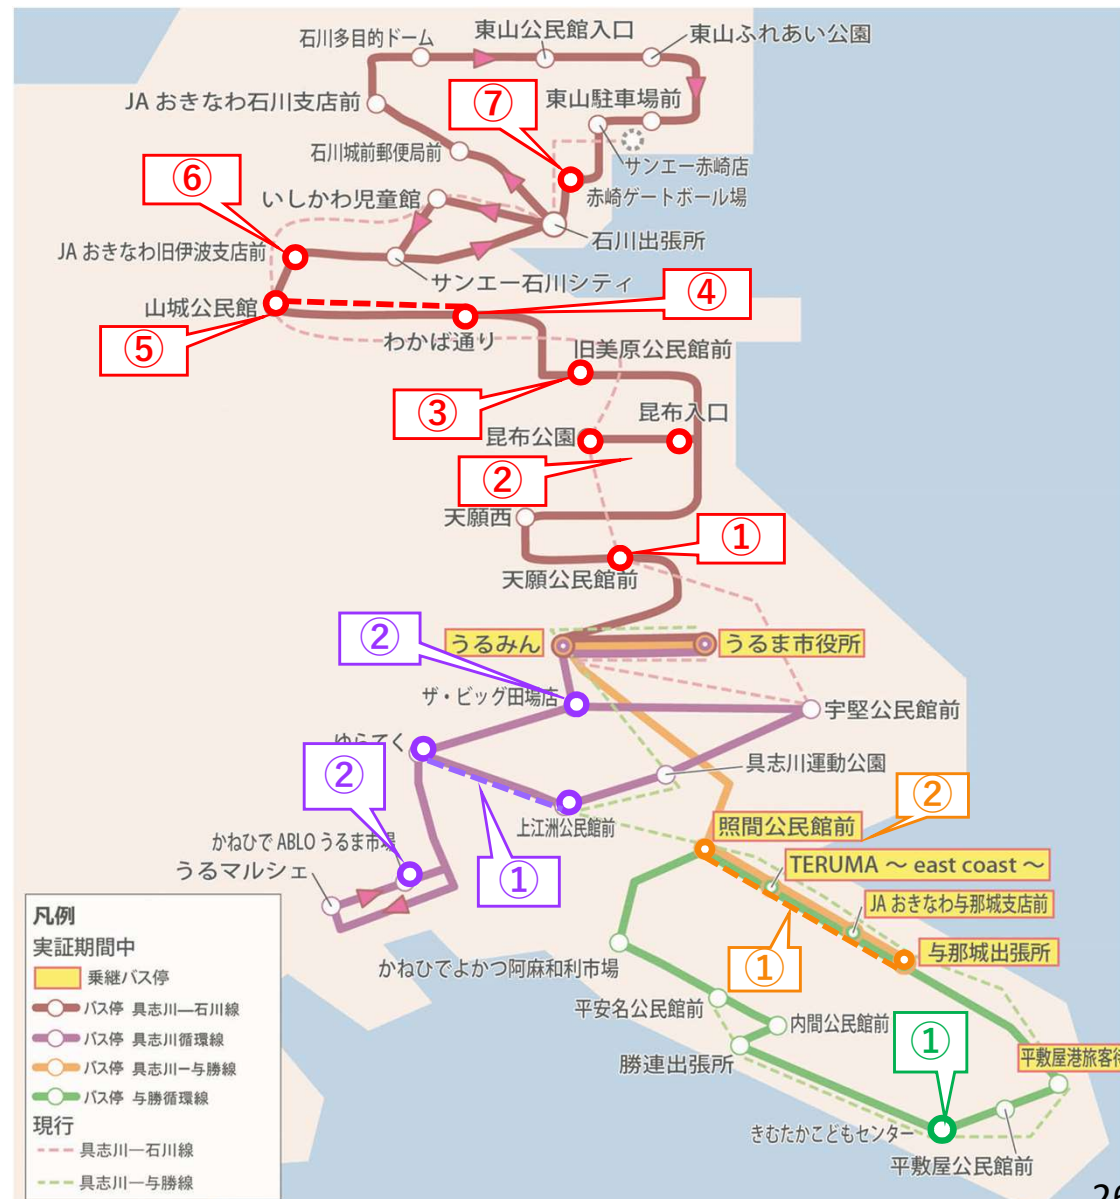 石川多目的ドーム
東山公民館入口
東山ふれあい公園
JA おきなわ石川支店前
⑦
東山駐車場前
石川城前郵便局前
サンエー赤崎店
⑥
いしかわ児童館
赤崎ゲートボール場
JA おきなわ旧伊波支店前
石川出張所
サンエー石川シティ
④
山城公民館
⑤
わかば通り
旧美原公民館前
③
昆布入口
昆布公園
②
天願西
①
天願公民館前
②
うるみん
うるま市役所
ザ・ビッグ田場店
宇堅公民館前
ゆらてく
②
具志川運動公園
②
上江洲公民館前
照間公民館前
かねひで ABLO うるま市場
うるマルシェ
①
TERUMA ～ east coast ～
JA おきなわ与那城支店前
①
与那城出張所
かねひでよかつ阿麻和利市場
平安名公民館前
内間公民館前
①
勝連出張所
平敷屋港旅客待
きむたかこどもセンター
平敷屋公民館前
凡例
実証期間中
乗継バス停
バス停 具志川―石川線
バス停 具志川循環線
バス停 具志川ー与勝線
バス停 与勝循環線
現行
具志川―石川線
具志川―与勝線